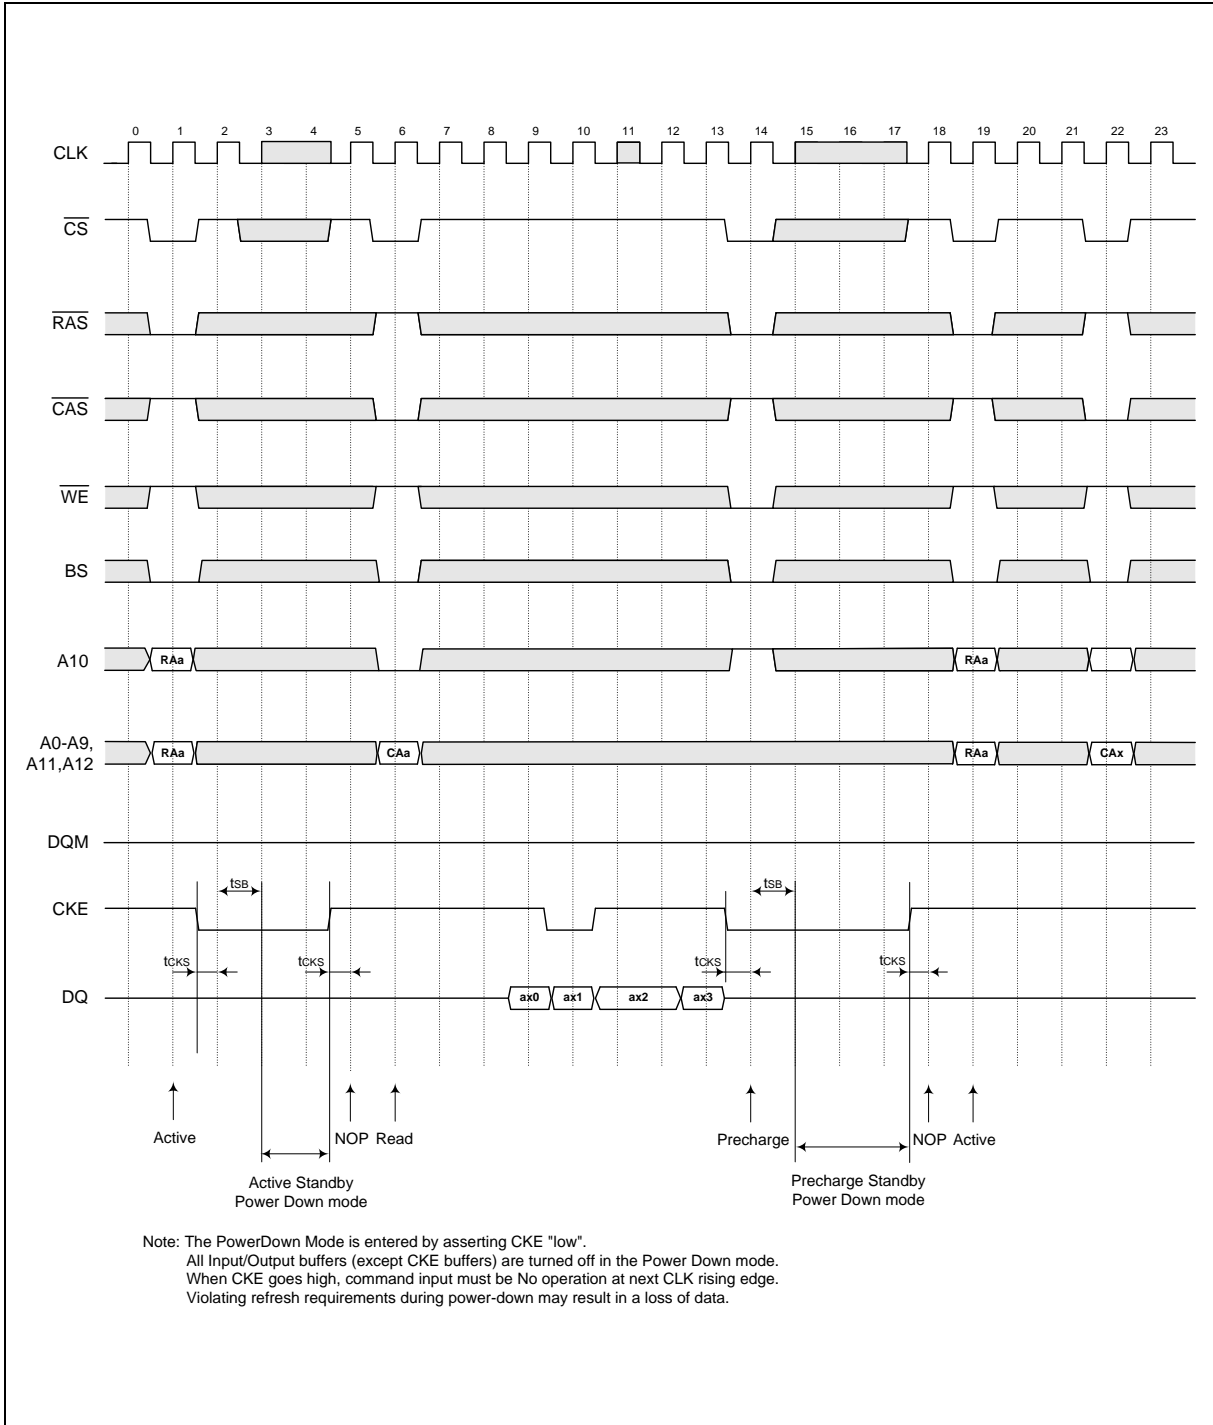 0 1 2 3 4 5 6 7 8 9 10 11 12 13 14 15 16 17 18 19 20 21 22 23
CLK
CS
RAS
CAS
WE
BS
A10 RAa RAa
A0-A9,
A11,A12
RAa CAa RAa CAx
DQM
tSB tSB
CKE
tCKS tCKS tCKS tCKS
DQ ax0 ax1 ax2 ax3
Active NOP Read Precharge NOP Active
Active Standby
Power Down mode
Precharge Standby
Power Down mode
Note: The PowerDown Mode is entered by asserting CKE "low".
All Input/Output buffers (except CKE buffers) are turned off in the Power Down mode.
When CKE goes high, command input must be No operation at next CLK rising edge.
Violating refresh requirements during power-down may result in a loss of data.